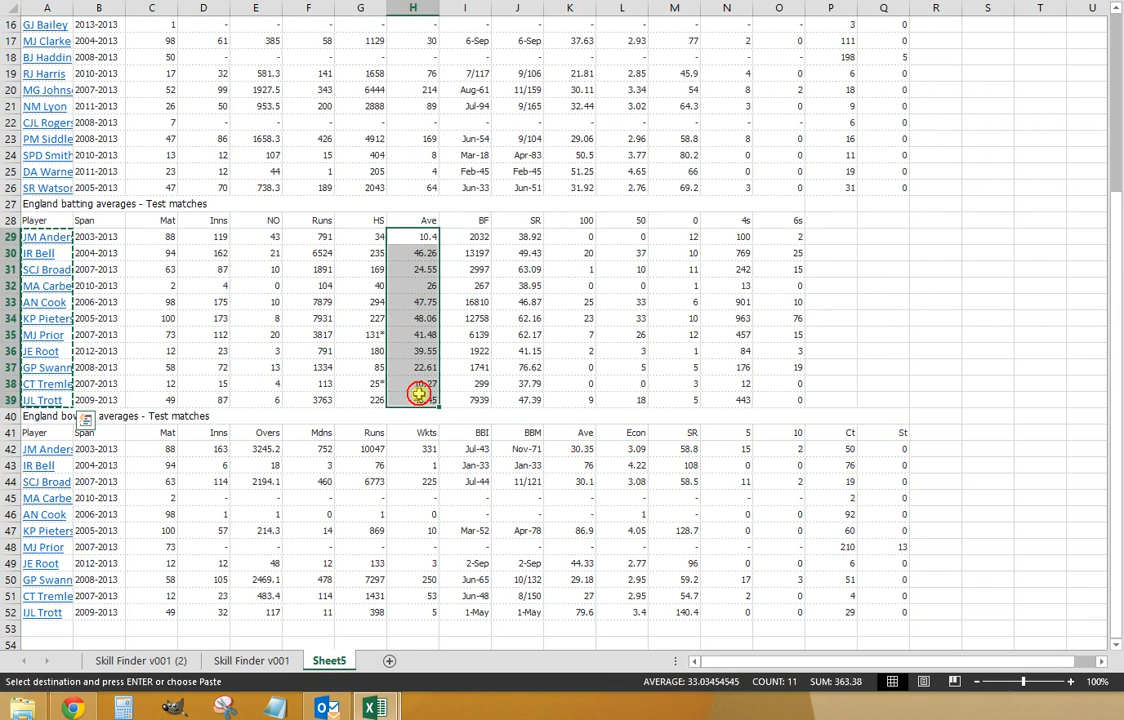 A B C D E F G H I J K L M N O P Q R S T U
16 GJ Bailey 2013-2013 1 - - - - - - - - - - - - 3 0
17 MJ Clarke 2004-2013 98 61 385 58 1129 30 6-Sep 6-Sep 37.63 2.93 77 2 0 111 0
18 BJ Haddin 2008-2013 50 - - - - - - - - - - - - 198 5
19 RJ Harris 2010-2013 17 32 581.3 141 1658 76 7/117 9/106 21.81 2.85 45.9 4 0 6 0
20 MG Johns 2007-2013 52 99 1927.5 343 6444 214 Aug-61 11/159 30.11 3.34 54 8 2 18 0
21 NM Lyon 2011-2013 26 50 953.5 200 2888 89 Jul-94 9/165 32.44 3.02 64.3 3 0 9 0
22 CJL Rogers 2008-2013 7 - - - - - - - - - - - - 6 0
23 PM Siddle 2008-2013 47 86 1658.3 426 4912 169 Jun-54 9/104 29.06 2.96 58.8 8 0 16 0
24 SPD Smith 2010-2013 13 12 107 15 404 8 Mar-18 Apr-83 50.5 3.77 80.2 0 0 11 0
25 DA Warne 2011-2013 23 12 44 1 205 4 Feb-45 Feb-45 51.25 4.65 66 0 0 19 0
26 SR Watson 2005-2013 47 70 738.3 189 2043 64 Jun-33 Jun-51 31.92 2.76 69.2 3 0 31 0
27 England batting averages - Test matches
28 Player Span Mat Inns NO Runs HS Ave BF SR 100 50 0 4s 6s
29 JM Ander 2003-2013 88 119 43 791 34 10.4 2032 38.92 0 0 12 100 2
30 IR Bell 2004-2013 94 162 21 6524 235 46.26 13197 49.43 20 37 10 769 25
31 SCJ Broad 2007-2013 63 87 10 1891 169 24.55 2997 63.09 1 10 11 242 15
32 MA Carbe 2010-2013 2 4 0 104 40 26 267 38.95 0 0 1 13 0
33 AN Cook 2006-2013 98 175 10 7879 294 47.75 16810 46.87 25 33 6 901 10
34 KP Pieters 2005-2013 100 173 8 7931 227 48.06 12758 62.16 23 33 10 963 76
35 MJ Prior 2007-2013 73 112 20 3817 131* 41.48 6139 62.17 7 26 12 457 15
36 JE Root 2012-2013 12 23 3 791 180 39.55 1922 41.15 2 3 1 84 3
37 GP Swann 2008-2013 58 72 13 1334 85 22.61 1741 76.62 0 5 5 176 19
38 CT Tremle 2007-2013 12 15 4 113 25* 299 37.79 0 0 3 12 0
39 IJL Trott 2009-2013 49 87 6 3763 226 7939 47.39 9 18 5 443 0
40 England bow averages - Test matches
41 Player Span Mat Inns Overs Mdns Runs Wkts BBI BBM Ave Econ SR 5 10 Ct St
42 JM Anders 2003-2013 88 163 3245.2 752 10047 331 Jul-43 Nov-71 30.35 3.09 58.8 15 2 50 0
43 IR Bell 2004-2013 94 6 18 3 76 1 Jan-33 Jan-33 76 4.22 108 0 0 76 0
44 SCJ Broad 2007-2013 63 114 2194.1 460 6773 225 Jul-44 11/121 30.1 3.08 58.5 11 2 19 0
45 MA Carbe 2010-2013 2 - - - - - - - - - - - - 2 0
46 AN Cook 2006-2013 98 1 1 0 1 0 - - - 1 - 0 0 92 0
47 KP Pieters 2005-2013 100 57 214.3 14 869 10 Mar-52 Apr-78 86.9 4.05 128.7 0 0 60 0
48 MJ Prior 2007-2013 73 - - - - - - - - - - - - 210 13
49 JE Root 2012-2013 12 12 48 12 133 3 2-Sep 2-Sep 44.33 2.77 96 0 0 6 0
50 GP Swann 2008-2013 58 105 2469.1 478 7297 250 Jun-65 10/132 29.18 2.95 59.2 17 3 51 0
51 CT Tremle 2007-2013 12 23 483.4 114 1431 53 Jun-48 8/150 27 2.95 54.7 2 0 4 0
52 IJL Trott 2009-2013 49 32 117 11 398 5 1-May 1-May 79.6 3.4 140.4 0 0 29 0
53
54
Skill Finder v001 (2) Skill Finder v001 Sheet5
Select destination and press ENTER or choose Paste AVERAGE: 33.03454545 COUNT: 11 SUM: 363.38 100%